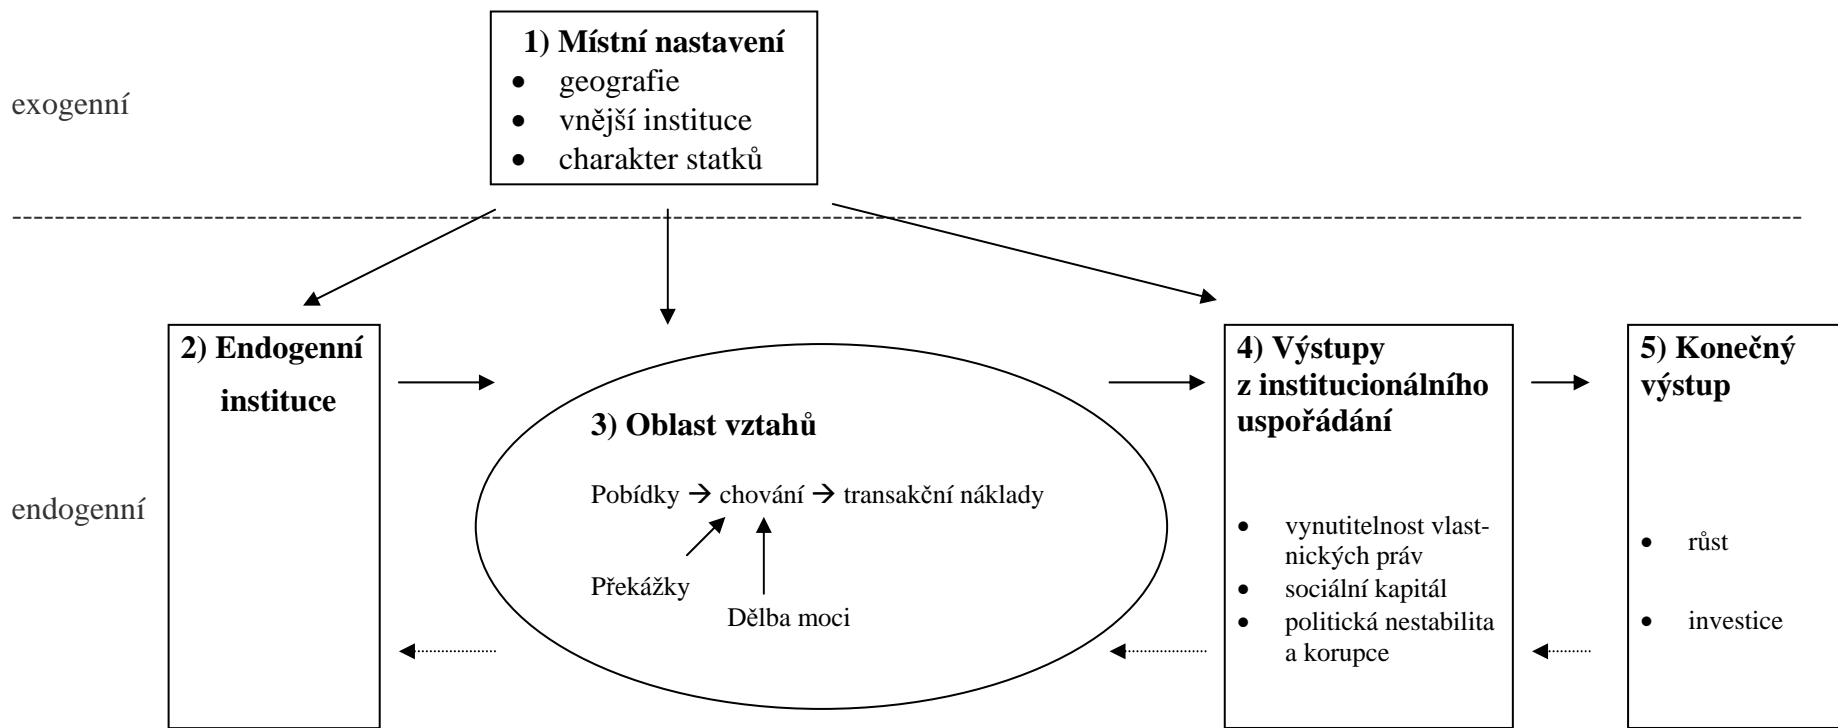 1) Místní nastavení
• geografie
• vnější instituce
• charakter statků
exogenní
endogenní
2) Endogenní
instituce
3) Oblast vztahů
Pobídky → chování → transakční náklady
Překážky
Dělba moci
4) Výstupy
z institucionálního
uspořádání
• vynutitelnost vlast-
nických práv
• sociální kapitál
• politická nestabilita
a korupce
5) Konečný
výstup
• růst
• investice